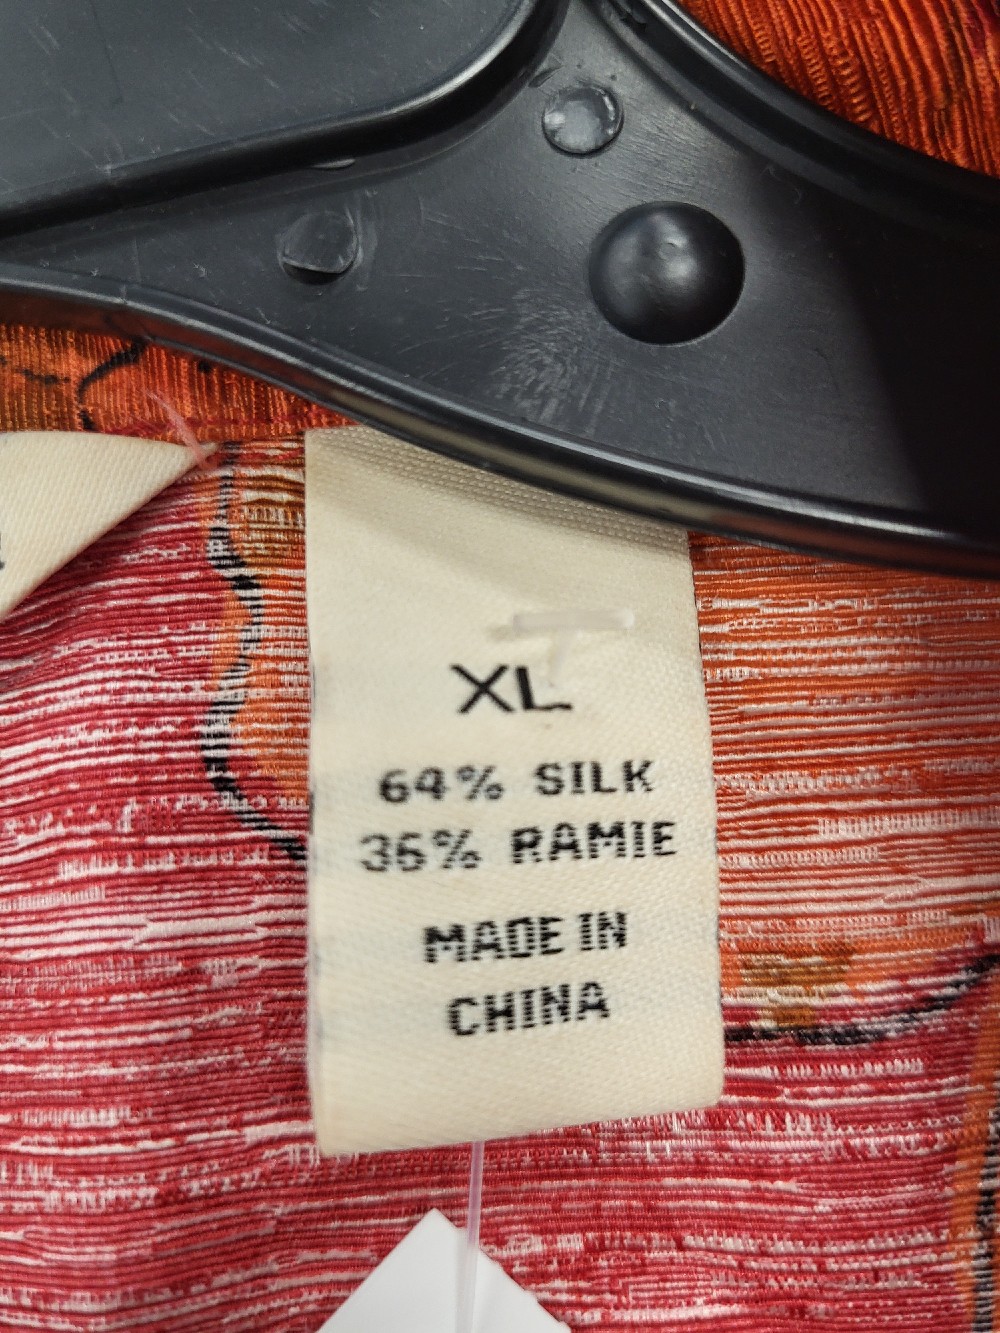 XL
64% SILK
36% RAMIE
MADE IN
CHINA